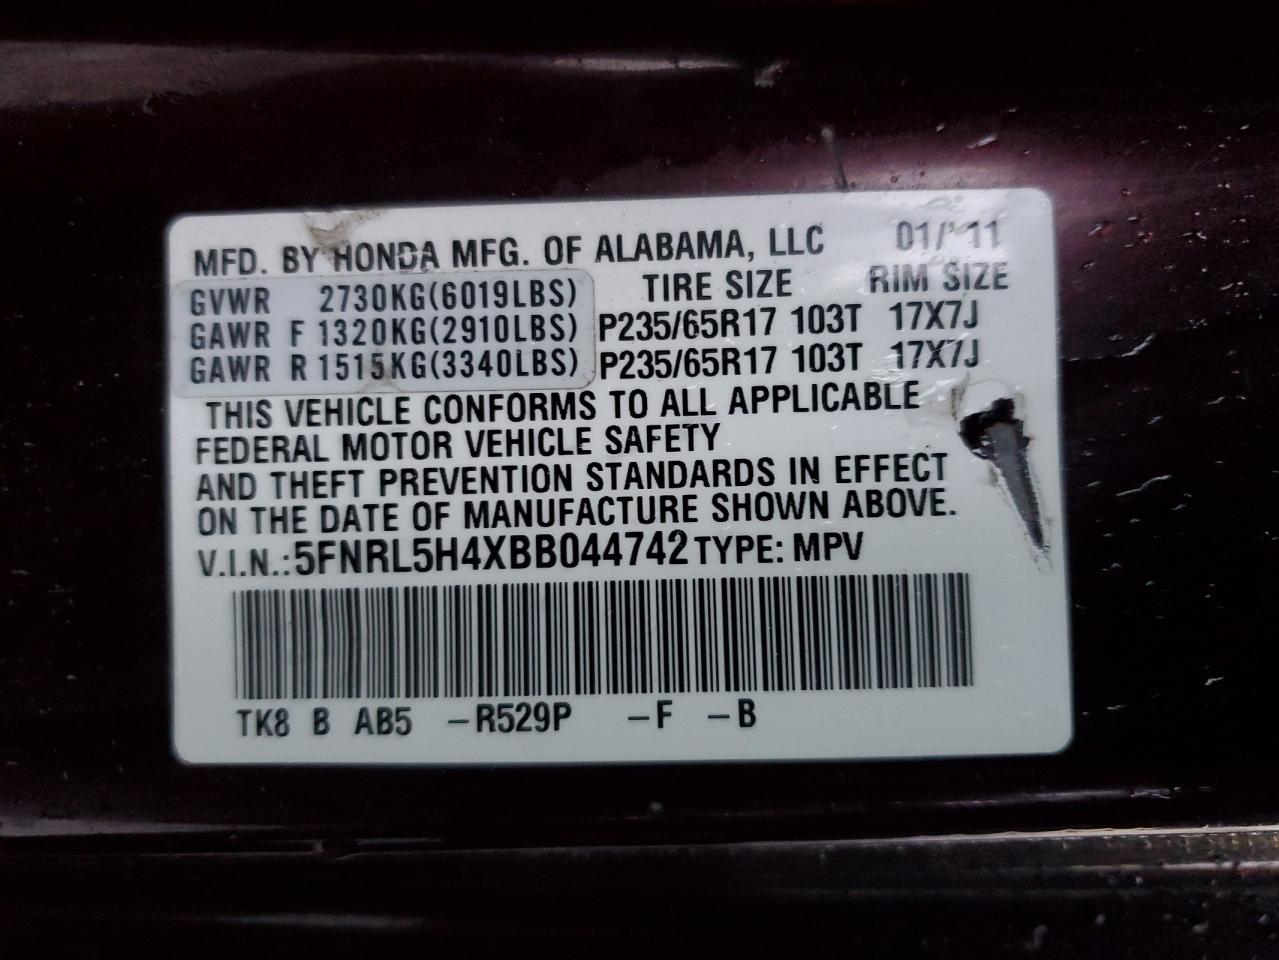 MFD. BY HONDA MFG. OF ALABAMA, LLC 01/'11
GVWR 2730KG(6019LBS) TIRE SIZE RIM SIZE
GAWR F 1320KG(2910LBS) P235/65R17 103T 17X7J
GAWR R 1515KG(3340LBS) P235/65R17 103T 17X7J
THIS VEHICLE CONFORMS TO ALL APPLICABLE
FEDERAL MOTOR VEHICLE SAFETY
AND THEFT PREVENTION STANDARDS IN EFFECT
ON THE DATE OF MANUFACTURE SHOWN ABOVE.
V.I.N.: 5FNRL5H4XBB044742 TYPE: MPV
TK8 B AB5 –R529P –F –B